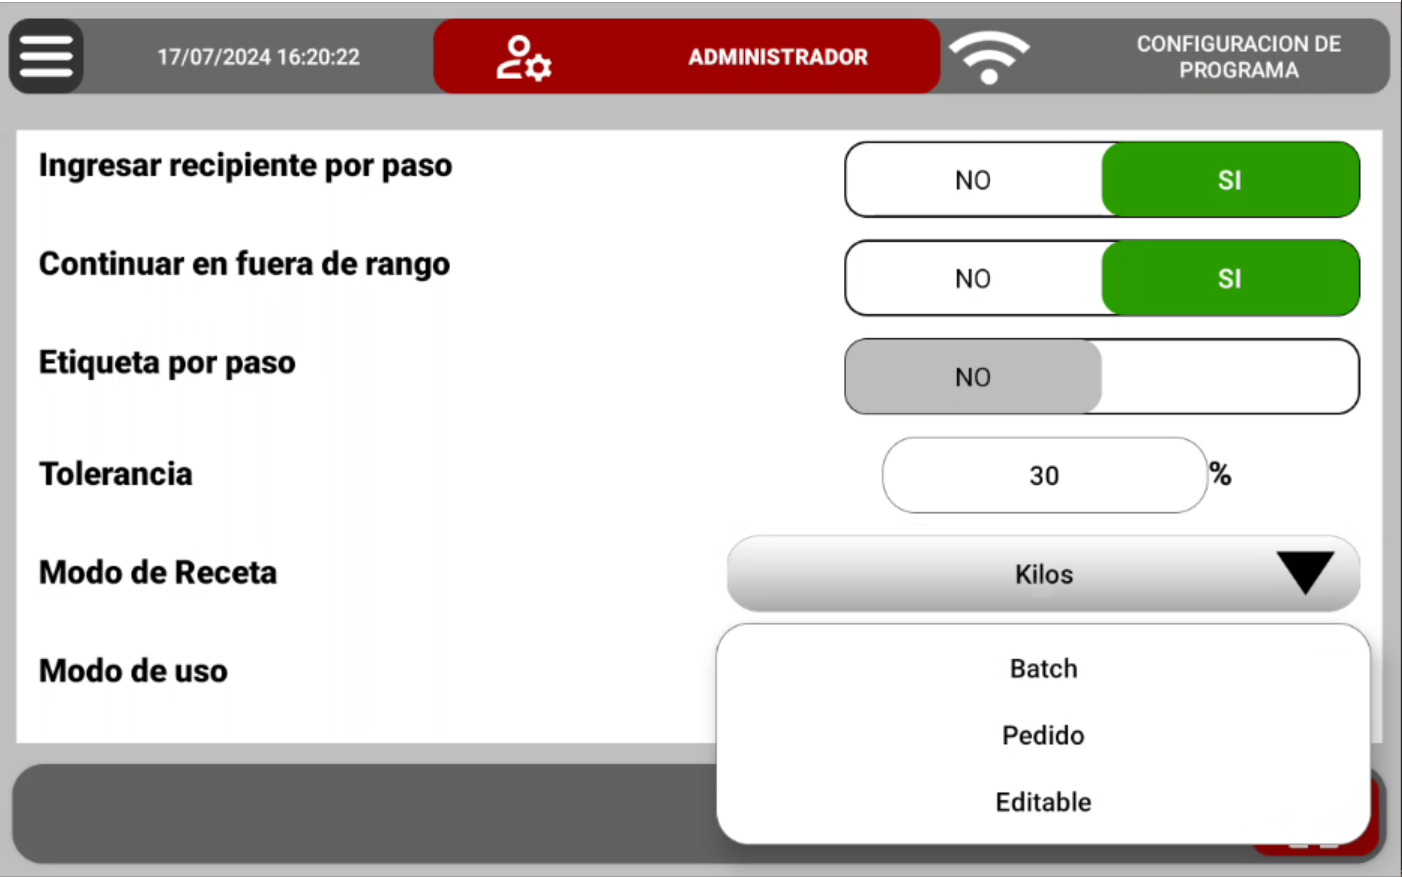 17/07/2024 16:20:22
ADMINISTRADOR
CONFIGURACION DE
PROGRAMA
Ingresar recipiente por paso
NO
SI
Continuar en fuera de rango
NO
SI
Etiqueta por paso
NO
Tolerancia
30
%
Modo de Receta
Kilos
Modo de uso
Batch
Pedido
Editable